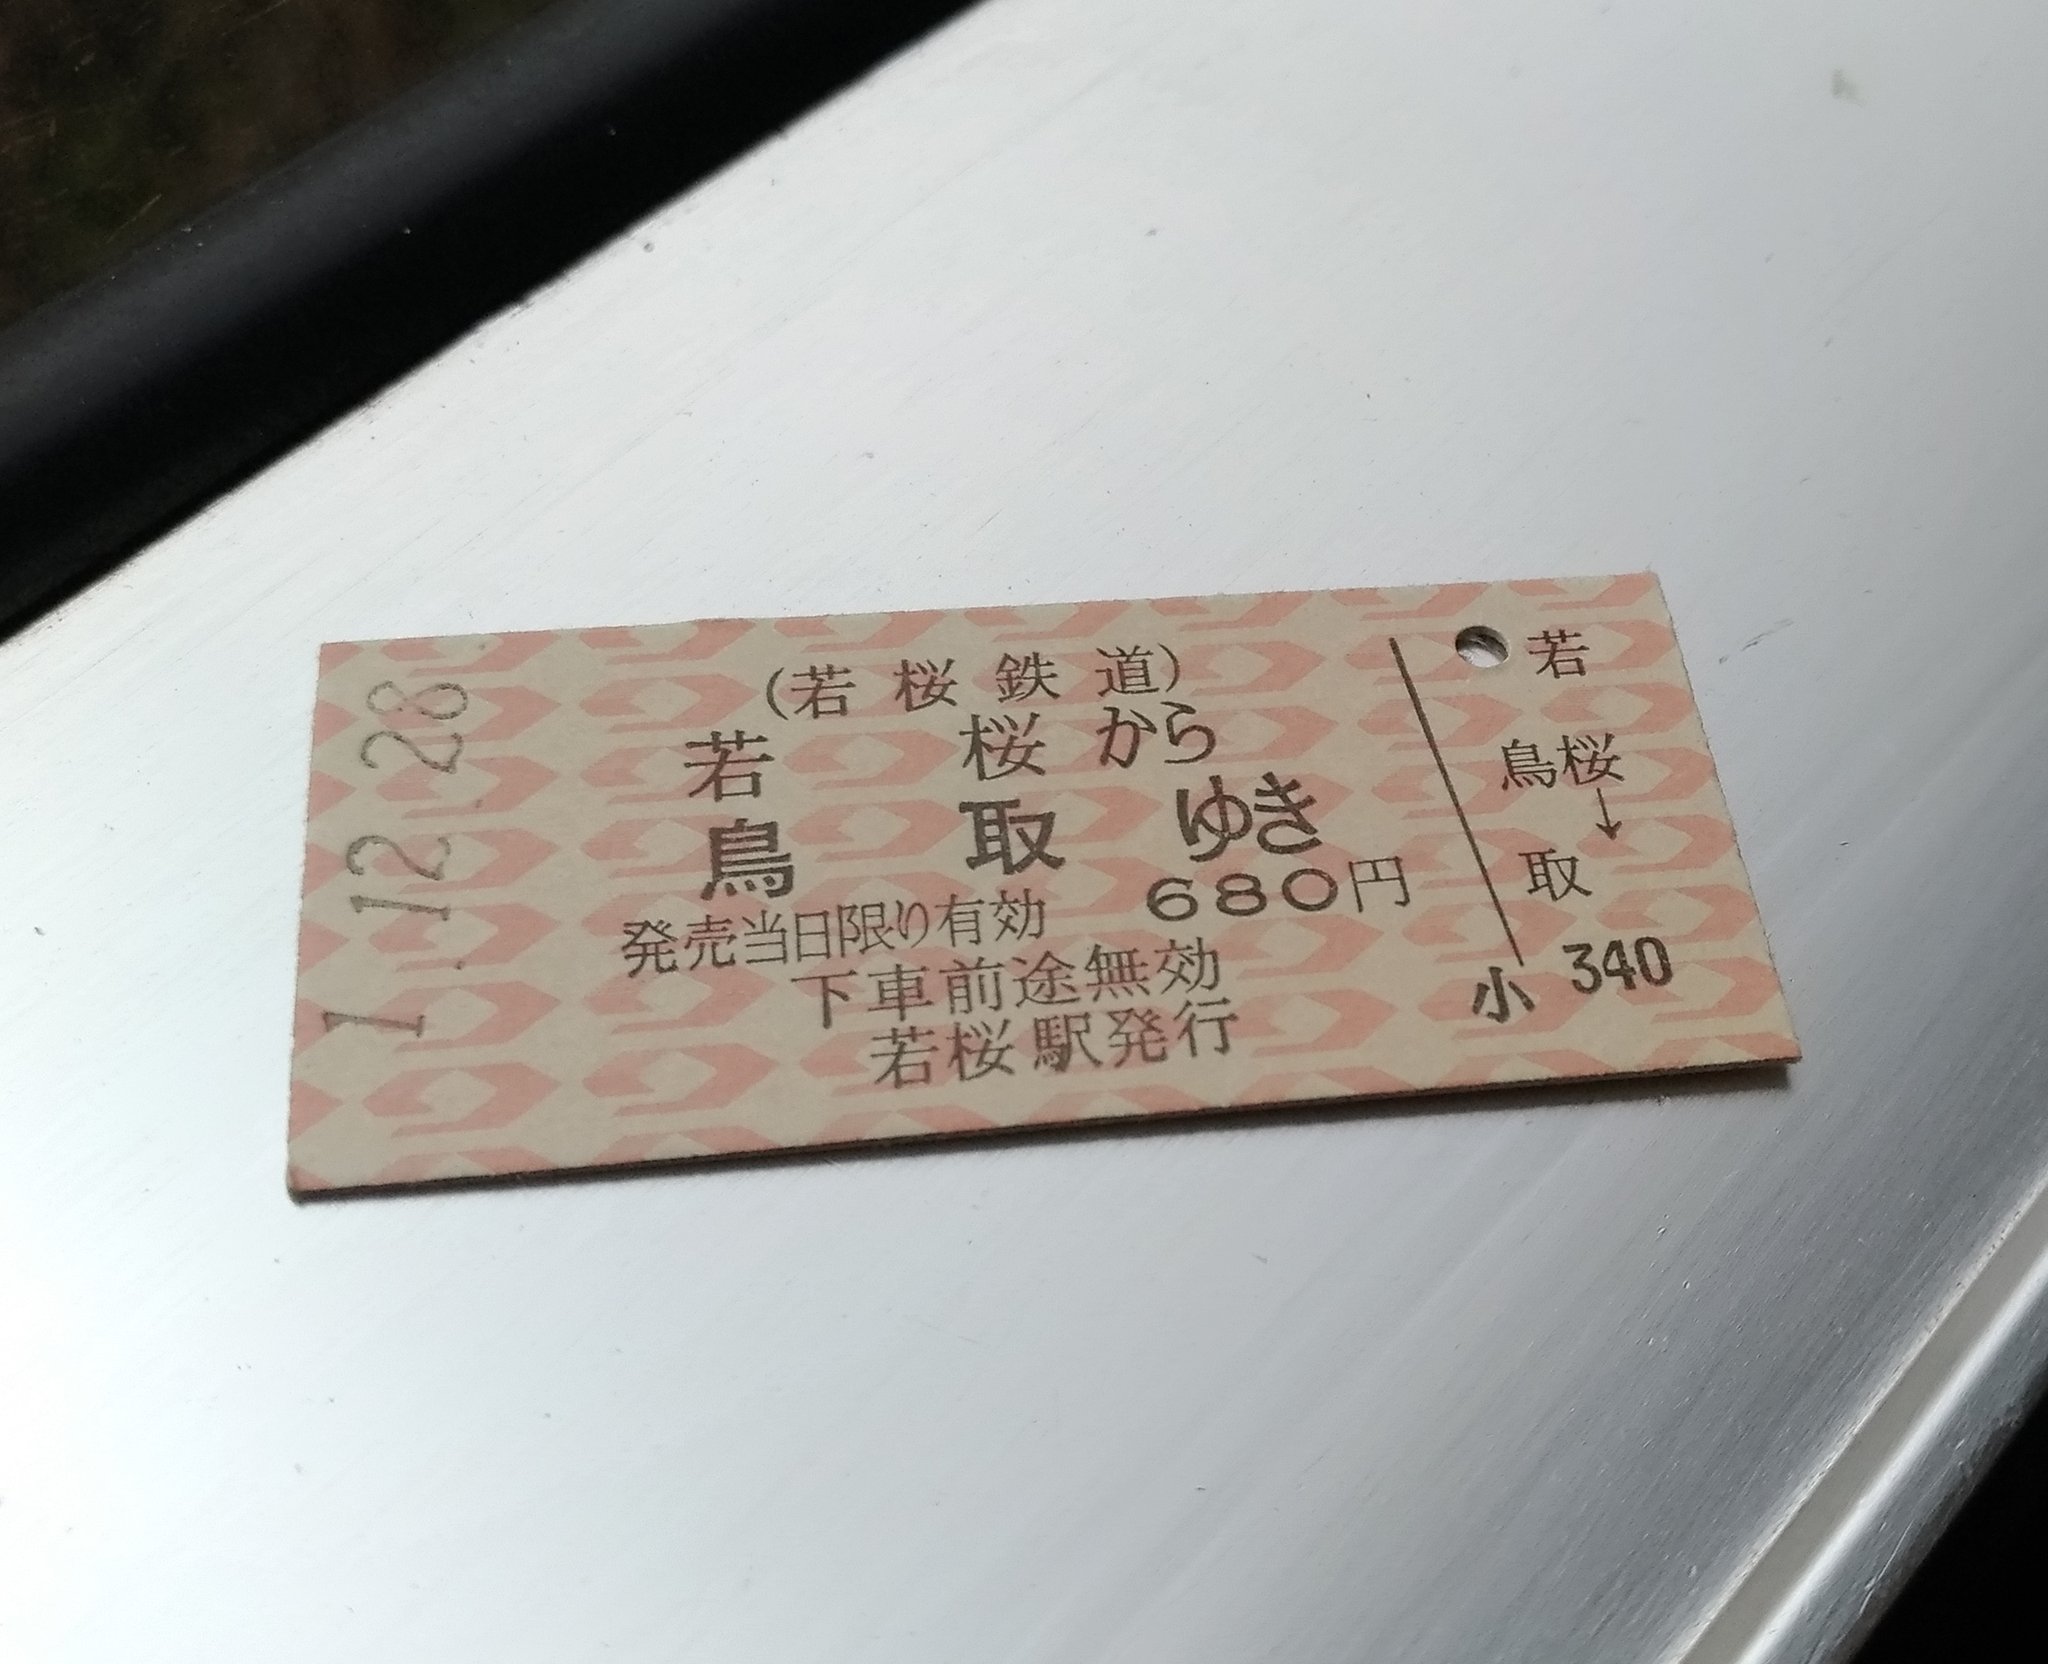 1.12.28
(若桜鉄道)
若桜から
鳥取ゆき
680円
発売当日限り有効
下車前途無効
若桜駅発行
若桜
↓
鳥取
小 340